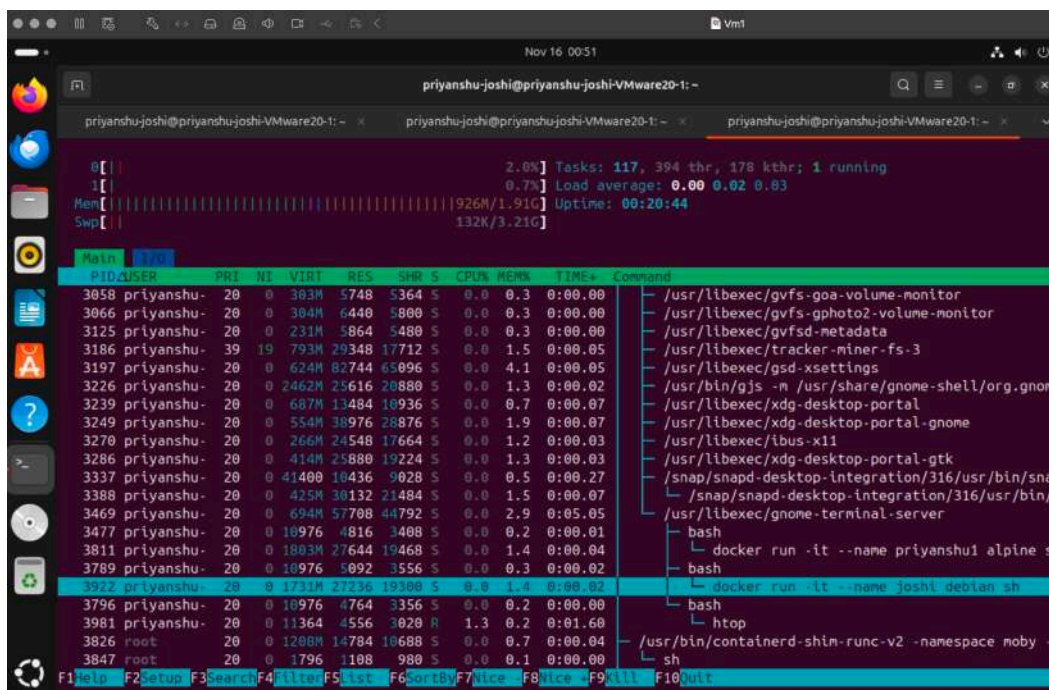 Vm1
Nov 16 00:51
priyanshu-joshi@priyanshu-joshi-VMware20-1: ~
priyanshu-joshi@priyanshu-joshi-VMware20-1: ~ priyanshu-joshi@priyanshu-joshi-VMware20-1: ~ priyanshu-joshi@priyanshu-joshi-VMware20-1: ~
0[|| 2.0%] Tasks: 117, 394 thr, 178 kthr; 1 running
1[| 0.7%] Load average: 0.00 0.02 0.03
Mem[ 926M/1.91G] Uptime: 00:20:44
Swp[|| 132K/3.21G]
Main I/O
PID△USER PRI NI VIRT RES SHR S CPU% MEM% TIME+ Command
3058 priyanshu- 20 0 303M 5748 5364 S 0.0 0.3 0:00.00 /usr/libexec/gvfs-goa-volume-monitor
3066 priyanshu- 20 0 304M 6440 5800 S 0.0 0.3 0:00.00 /usr/libexec/gvfs-gphoto2-volume-monitor
3125 priyanshu- 20 0 231M 5864 5480 S 0.0 0.3 0:00.00 /usr/libexec/gvfsd-metadata
3186 priyanshu- 39 19 793M 29348 17712 S 0.0 1.5 0:00.05 /usr/libexec/tracker-miner-fs-3
3197 priyanshu- 20 0 624M 82744 65096 S 0.0 4.1 0:00.05 /usr/libexec/gsd-xsettings
3226 priyanshu- 20 0 2462M 25616 20880 S 0.0 1.3 0:00.02 /usr/bin/gjs -m /usr/share/gnome-shell/org.gnom
3239 priyanshu- 20 0 687M 13484 10936 S 0.0 0.7 0:00.07 /usr/libexec/xdg-desktop-portal
3249 priyanshu- 20 0 554M 38976 28876 S 0.0 1.9 0:00.07 /usr/libexec/xdg-desktop-portal-gnome
3270 priyanshu- 20 0 266M 24548 17664 S 0.0 1.2 0:00.03 /usr/libexec/ibus-x11
3286 priyanshu- 20 0 414M 25880 19224 S 0.0 1.3 0:00.03 /usr/libexec/xdg-desktop-portal-gtk
3337 priyanshu- 20 0 41400 10436 9028 S 0.0 0.5 0:00.27 /snap/snapd-desktop-integration/316/usr/bin/sna
3388 priyanshu- 20 0 425M 30132 21484 S 0.0 1.5 0:00.07 /snap/snapd-desktop-integration/316/usr/bin/
3469 priyanshu- 20 0 694M 57708 44792 S 0.0 2.9 0:05.05 /usr/libexec/gnome-terminal-server
3477 priyanshu- 20 0 10976 4816 3408 S 0.0 0.2 0:00.01 bash
3811 priyanshu- 20 0 1803M 27644 19468 S 0.0 1.4 0:00.04 docker run -it --name priyanshu1 alpine s
3789 priyanshu- 20 0 10976 5092 3556 S 0.0 0.3 0:00.02 bash
3922 priyanshu- 20 0 1731M 27236 19300 S 0.0 1.4 0:00.02 docker run -it --name joshi debian sh
3796 priyanshu- 20 0 10976 4764 3356 S 0.0 0.2 0:00.00 bash
3981 priyanshu- 20 0 11364 4556 3020 R 1.3 0.2 0:01.60 htop
3826 root 20 0 1208M 14784 10688 S 0.0 0.7 0:00.04 /usr/bin/containerd-shim-runc-v2 -namespace moby -
3847 root 20 0 1796 1108 980 S 0.0 0.1 0:00.00 sh
F1Help F2Setup F3SearchF4FilterF5List F6SortByF7Nice -F8Nice +F9Kill F10Quit